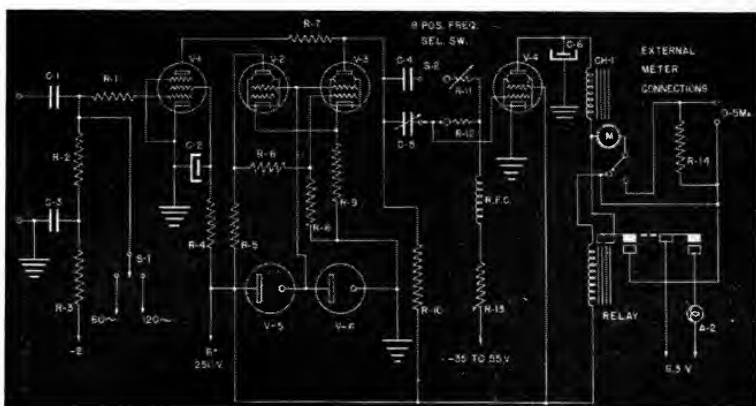 R-7
8 POS. FREQ.
SEL. SW.
V-1
V-2
V-3
C-4
S-2
R-11
V-4
C-6
CH-1
EXTERNAL
METER
CONNECTIONS
C-1
R-1
C-5
R-12
M
0-5MA
R-2
C-2
R-6
R-14
C-3
R-9
R.F.C.
R-8
R-4
R-5
S-1
R-3
60~
120~
V-5
V-6
R-10
R-13
RELAY
A-2
B+
250 V.
-35 TO 55 V.
6.3 V